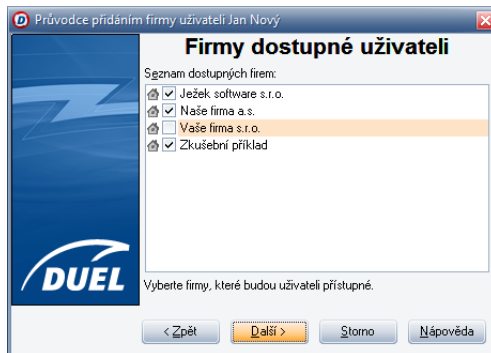 Průvodce přidáním firmy uživateli Jan Nový
Firmy dostupné uživateli
Seznam dostupných firem:
Ježek software s.r.o.
Naše firma a.s.
Vaše firma s.r.o.
Zkušební příklad
DUEL
Vyberte firmy, které budou uživateli přístupné.
< Zpět
Další >
Storno
Nápověda